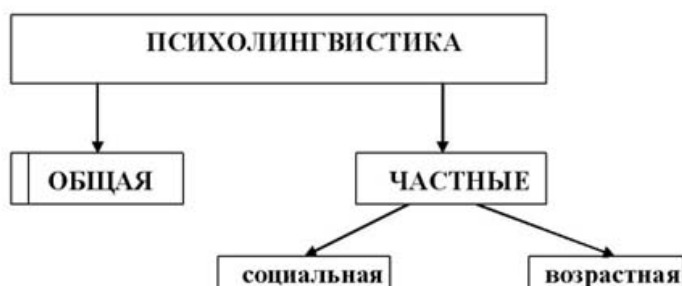 ПСИХОЛИНГВИСТИКА
ОБЩАЯ
ЧАСТНЫЕ
социальная
возрастная